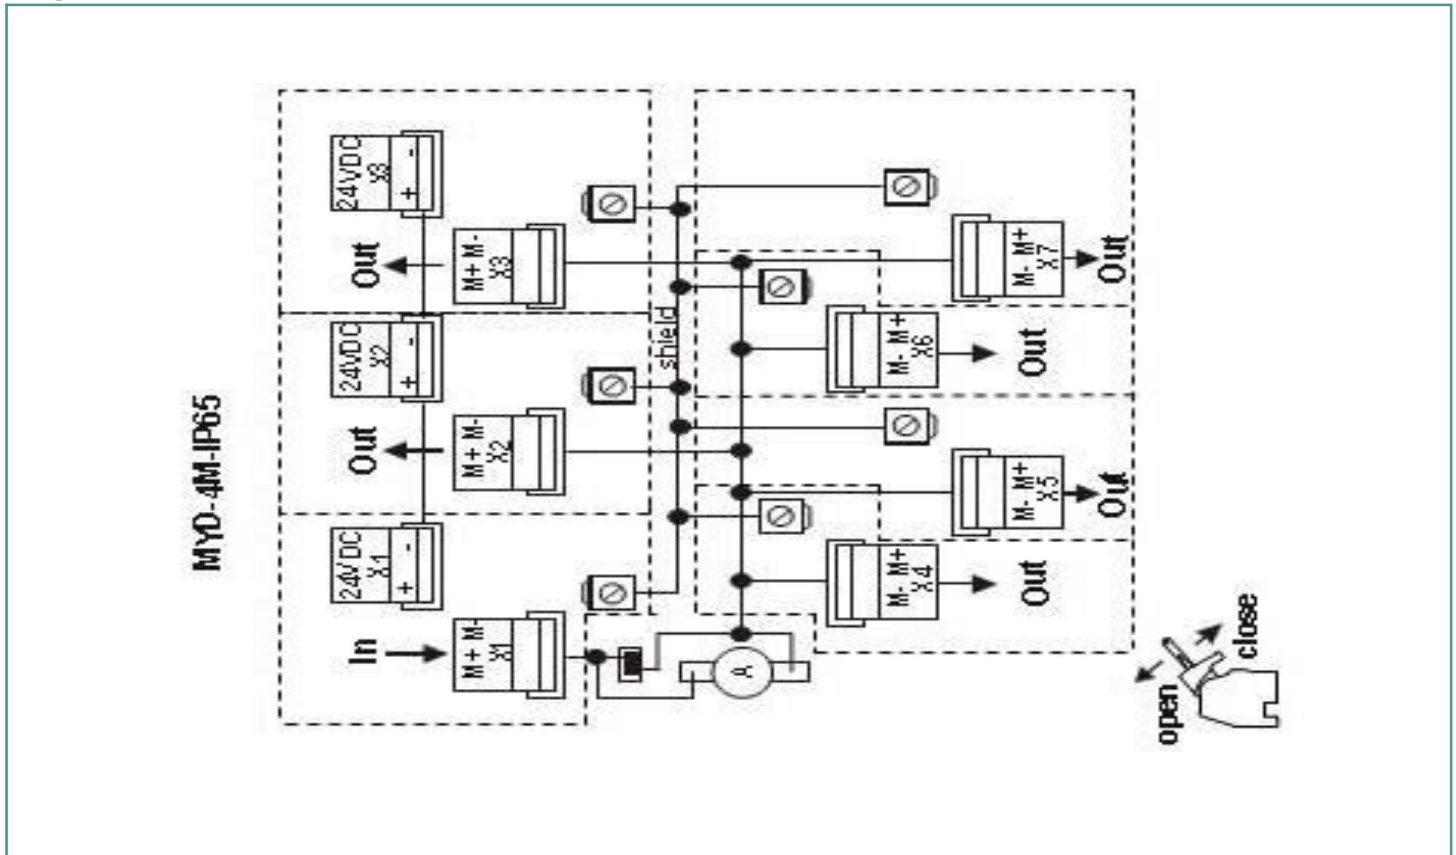 MYD-4M-IP65
24VDC
X3
+ -
Out
M+ M-
X3
24VDC
X2
+ -
Out
M+ M-
X2
24VDC
X1
+ -
In
M+ M-
X1
shield
A
M- M+
X7
Out
M- M+
X6
Out
M- M+
X5
Out
M- M+
X4
Out
open
close